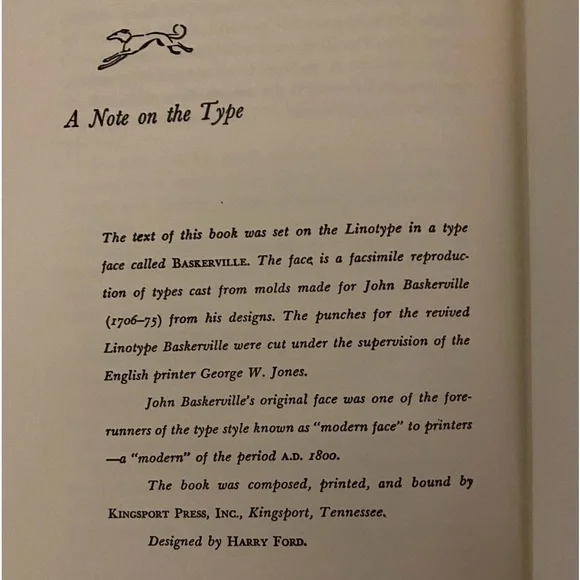 A Note on the Type
The text of this book was set on the Linotype in a type
face called BASKERVILLE. The face is a facsimile reproduc-
tion of types cast from molds made for John Baskerville
(1706–75) from his designs. The punches for the revived
Linotype Baskerville were cut under the supervision of the
English printer George W. Jones.
John Baskerville's original face was one of the fore-
runners of the type style known as "modern face" to printers
—a "modern" of the period A.D. 1800.
The book was composed, printed, and bound by
KINGSPORT PRESS, INC., Kingsport, Tennessee.
Designed by HARRY FORD.